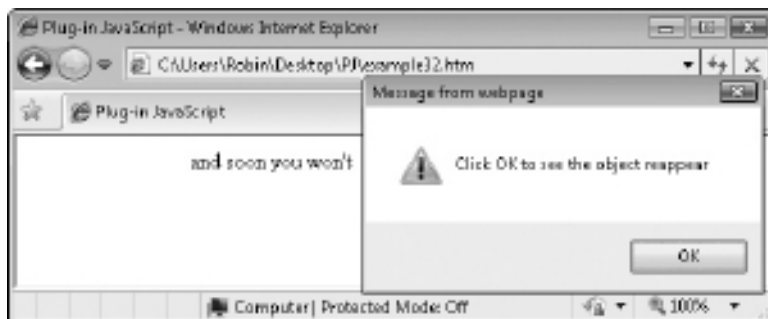 Plug-in JavaScript - Windows Internet Explorer
C:\Users\Robin\Desktop\PJ\example32.htm
Message from webpage
Plug-in JavaScript
and soon you won't
Click OK to see the object reappear
OK
Computer | Protected Mode: Off
100%